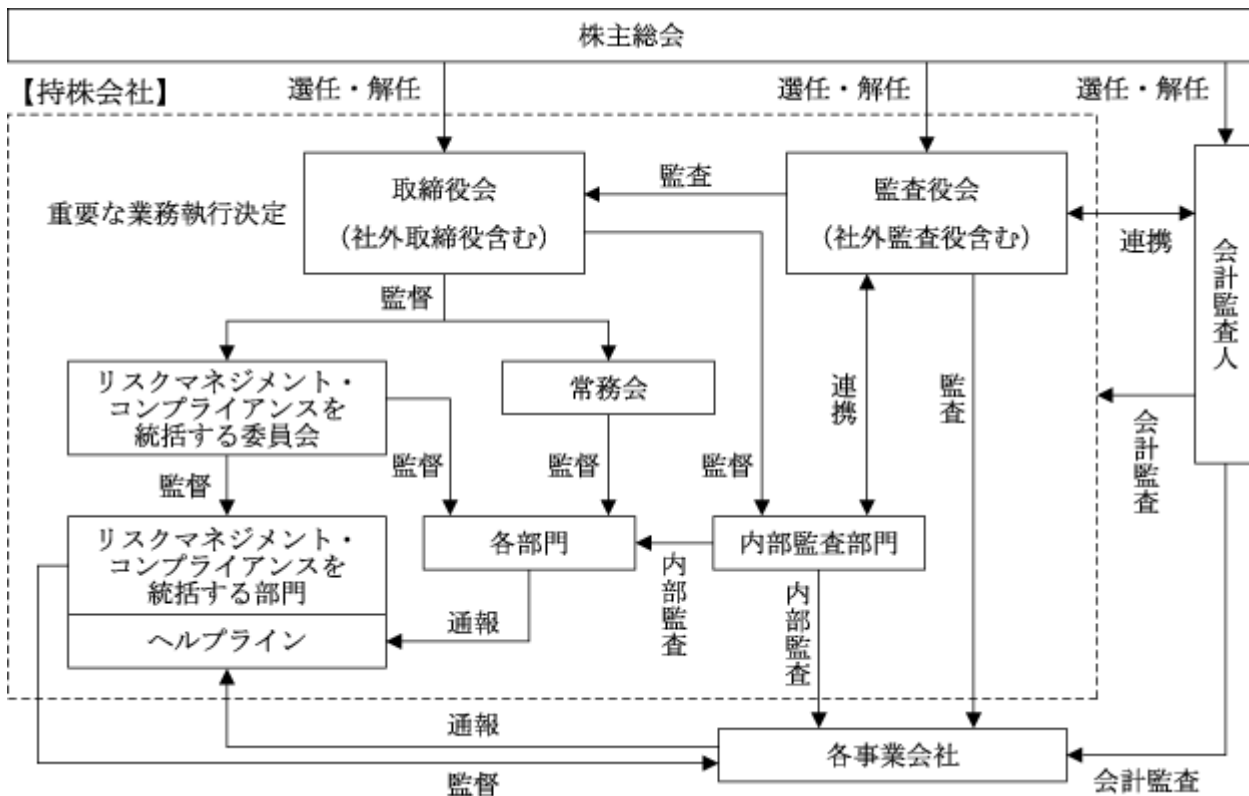 株主総会
【持株会社】
選任・解任
選任・解任
選任・解任
重要な業務執行決定
取締役会
(社外取締役含む)
監査
監査役会
(社外監査役含む)
連携
会計監査人
監督
リスクマネジメント・
コンプライアンスを
統括する委員会
常務会
連携
監査
会計監査
監督
監督
監督
リスクマネジメント・
コンプライアンスを
統括する部門
ヘルプライン
各部門
内部監査部門
内部監査
内部監査
通報
通報
各事業会社
監督
会計監査